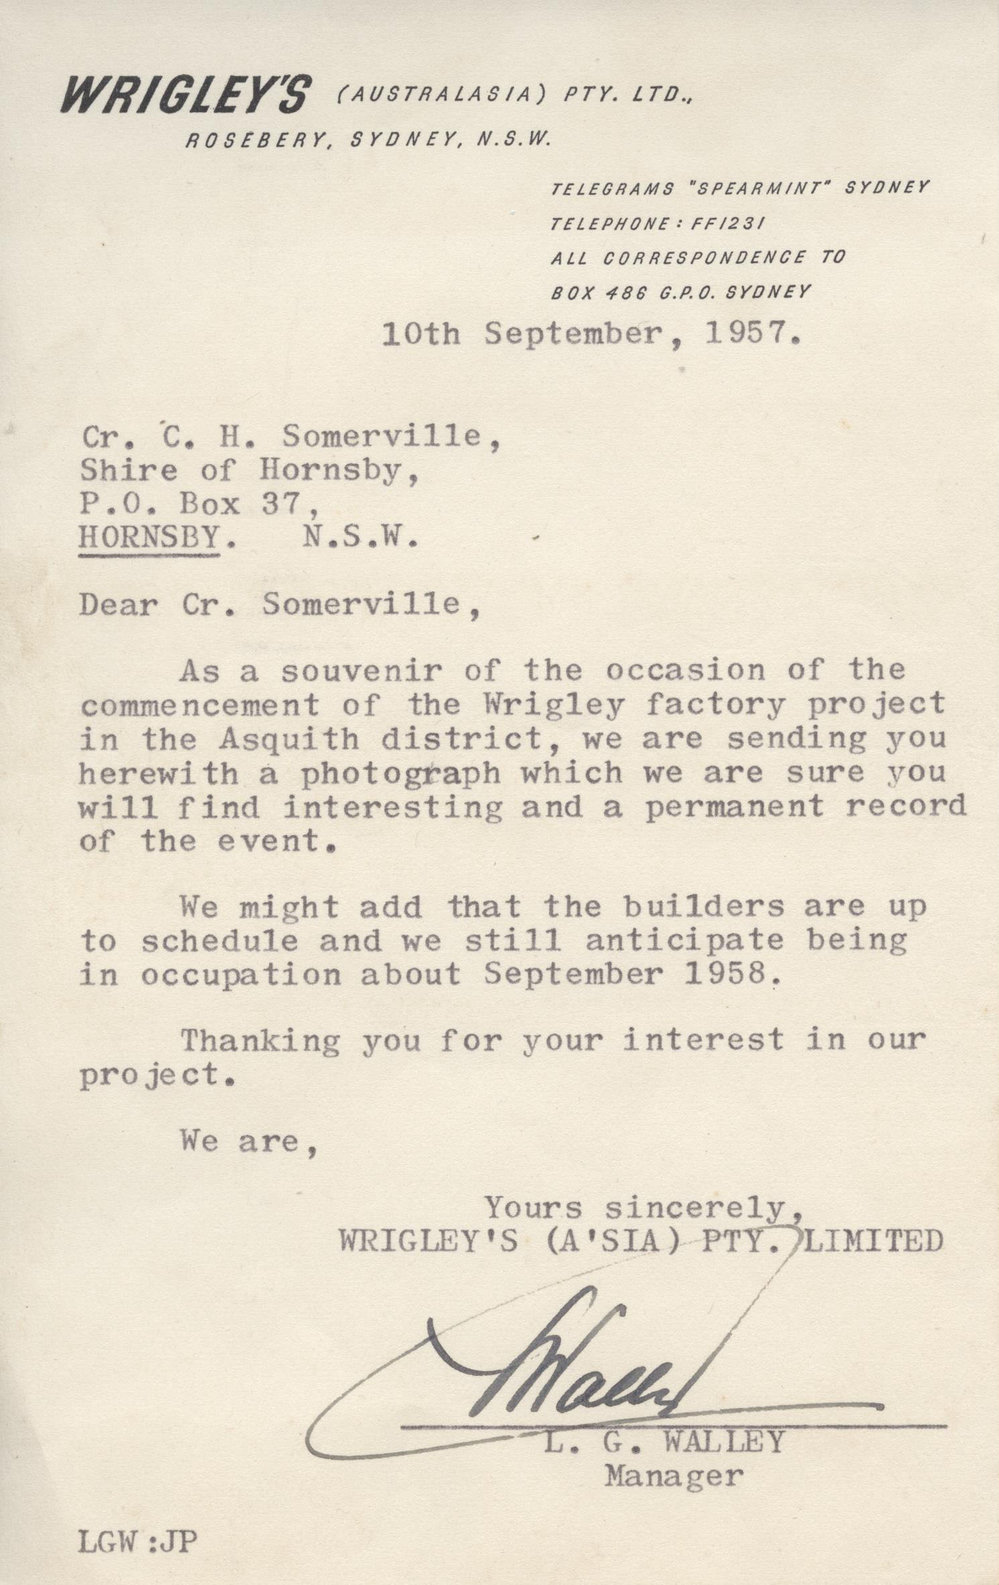 WRIGLEY'S (AUSTRALASIA) PTY. LTD.,
ROSEBERY, SYDNEY, N.S.W.
TELEGRAMS "SPEARMINT" SYDNEY
TELEPHONE: FF1231
ALL CORRESPONDENCE TO
BOX 486 G.P.O. SYDNEY
10th September, 1957.
Cr. C. H. Somerville,
Shire of Hornsby,
P.O. Box 37,
HORNSBY. N.S.W.
Dear Cr. Somerville,
As a souvenir of the occasion of the
commencement of the Wrigley factory project
in the Asquith district, we are sending you
herewith a photograph which we are sure you
will find interesting and a permanent record
of the event.
We might add that the builders are up
to schedule and we still anticipate being
in occupation about September 1958.
Thanking you for your interest in our
project.
We are,
Yours sincerely,
WRIGLEY'S (A'SIA) PTY. LIMITED
Walley
L. G. WALLEY
Manager
LGW:JP